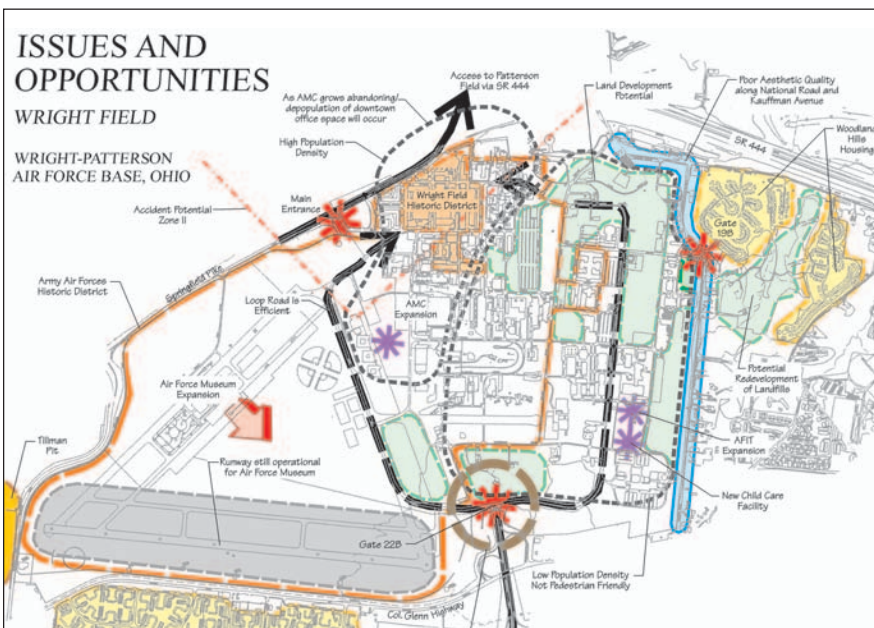 ISSUES AND
OPPORTUNITIES
WRIGHT FIELD
WRIGHT-PATTERSON
AIR FORCE BASE, OHIO
Access to Patterson
Field via SR 444
As AMC grows abandoning/
depopulation of downtown
office space will occur
High Population
Density
Land Development
Potential
Poor Aesthetic Quality
along National Road and
Kauffman Avenue
SR 444
Woodland
Hills
Housing
Accident Potential
Zone II
Main
Entrance
Wright Field
Historic District
Gate
19B
Army Air Forces
Historic District
Springfield Pike
Loop Road is
Efficient
AMC
Expansion
Air Force Museum
Expansion
Potential
Redevelopment
of Landfills
Tillman
Pit
Runway still operational
for Air Force Museum
AFIT
Expansion
New Child Care
Facility
Gate 22B
Low Population Density
Not Pedestrian Friendly
Col. Glenn Highway